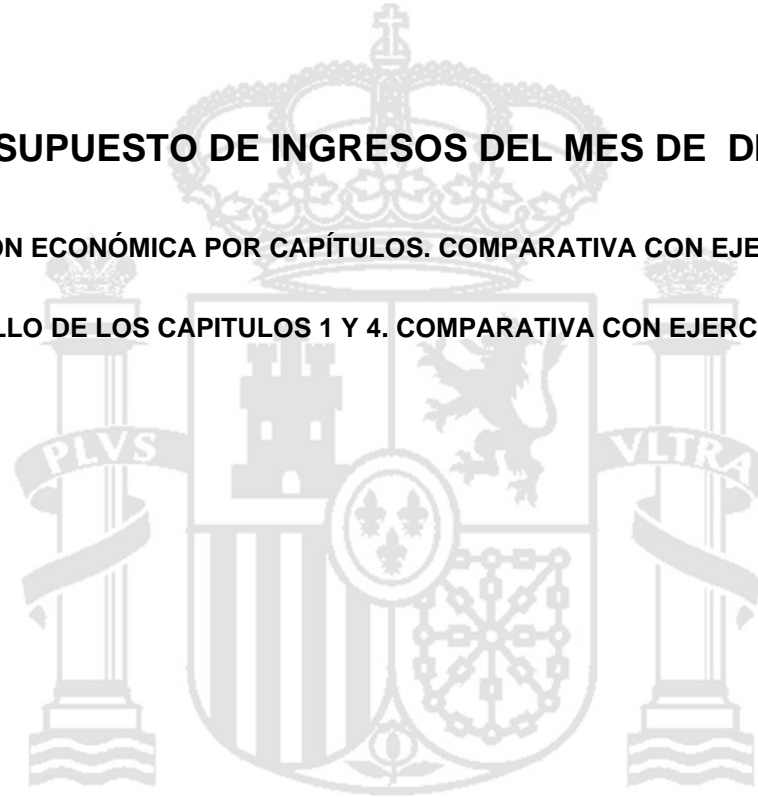 SUPUESTO DE INGRESOS DEL MES DE DI
ÓN ECONÓMICA POR CAPÍTULOS. COMPARATIVA CON EJE
LLO DE LOS CAPITULOS 1 Y 4. COMPARATIVA CON EJERC
PLVS
VLTRA